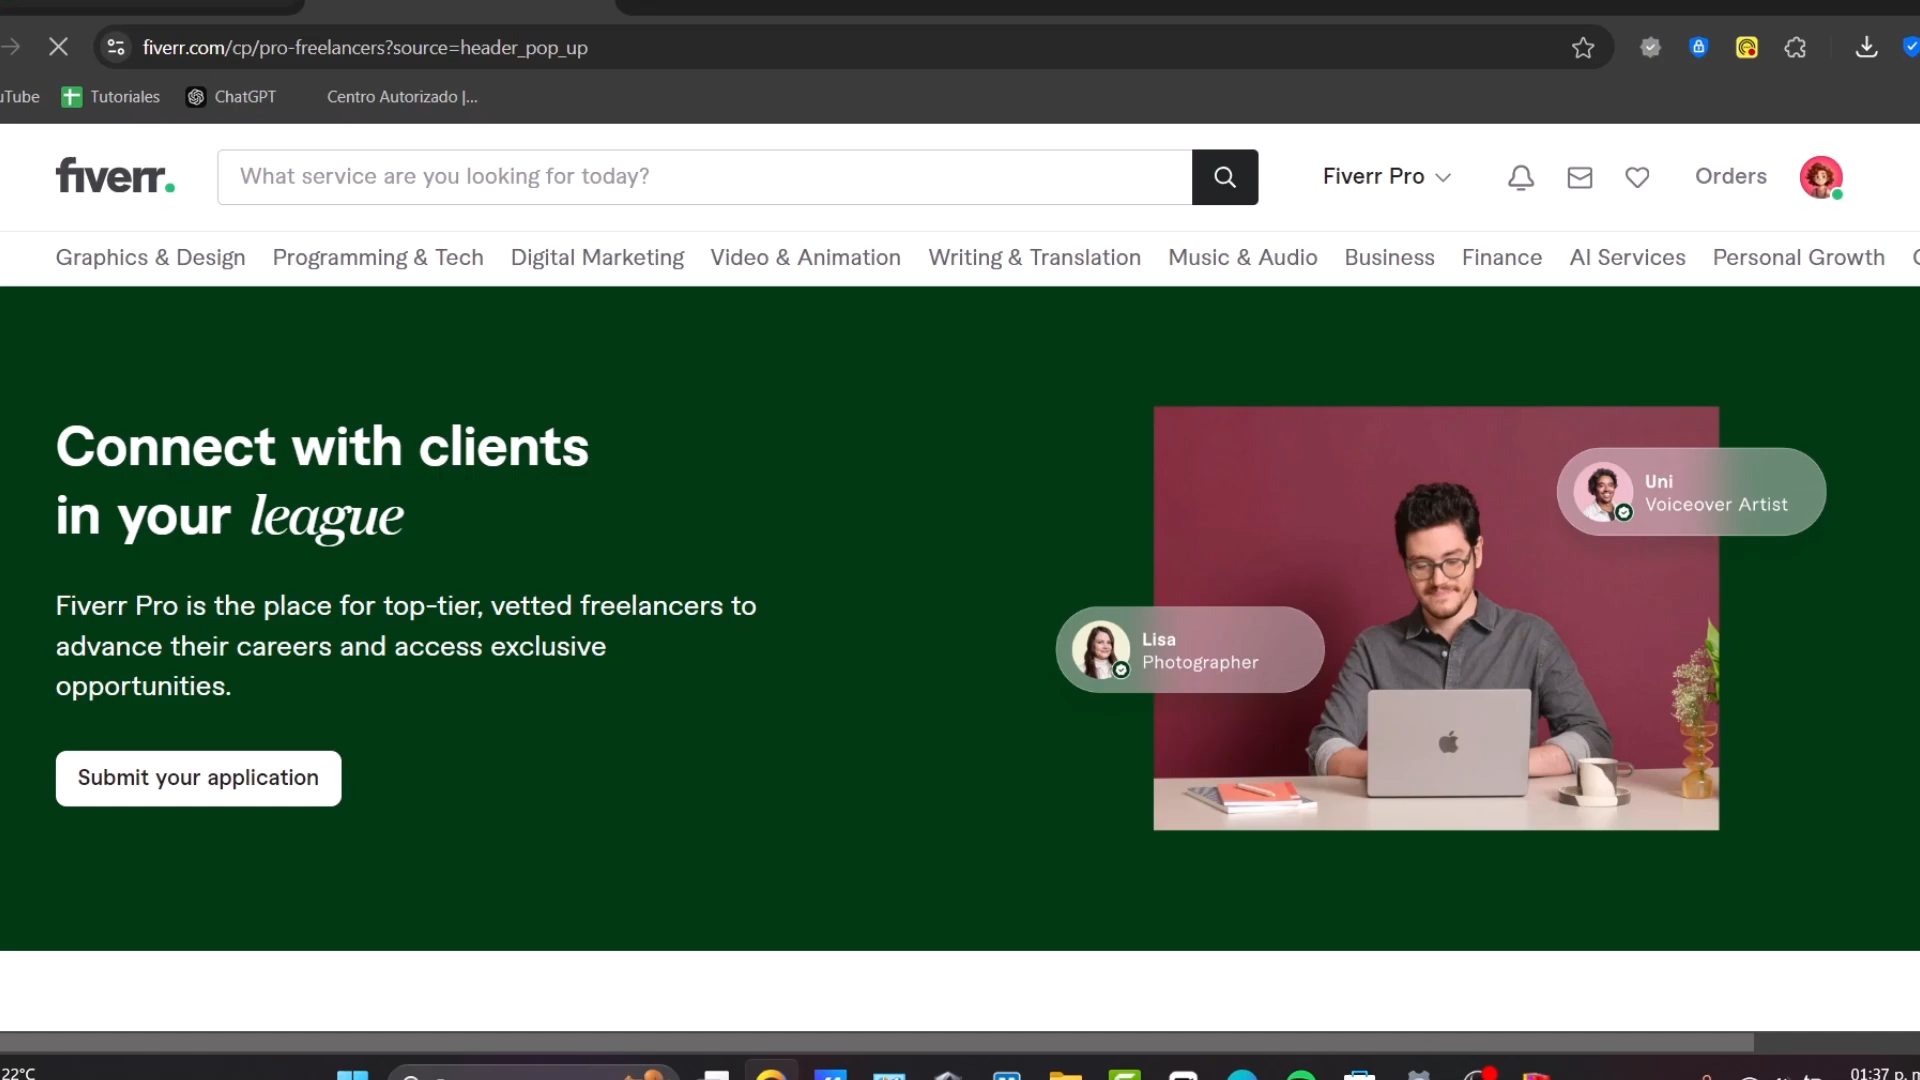 fiverr.com/cp/pro-freelancers?source=header_pop_up
uTube Tutoriales ChatGPT Centro Autorizado |...
fiverr. What service are you looking for today? Fiverr Pro Orders
Graphics & Design Programming & Tech Digital Marketing Video & Animation Writing & Translation Music & Audio Business Finance AI Services Personal Growth
Connect with clients
in your league
Uni
Voiceover Artist
Fiverr Pro is the place for top-tier, vetted freelancers to
advance their careers and access exclusive
opportunities.
Lisa
Photographer
Submit your application
22°C 01:37 p. m